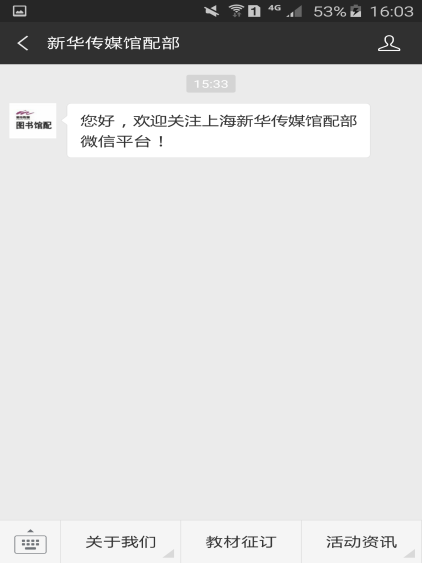 1 4G 53% 16:03
新华传媒馆配部
15:33
图书馆配
您好，欢迎关注上海新华传媒馆配部
微信平台！
关于我们 教材征订 活动资讯